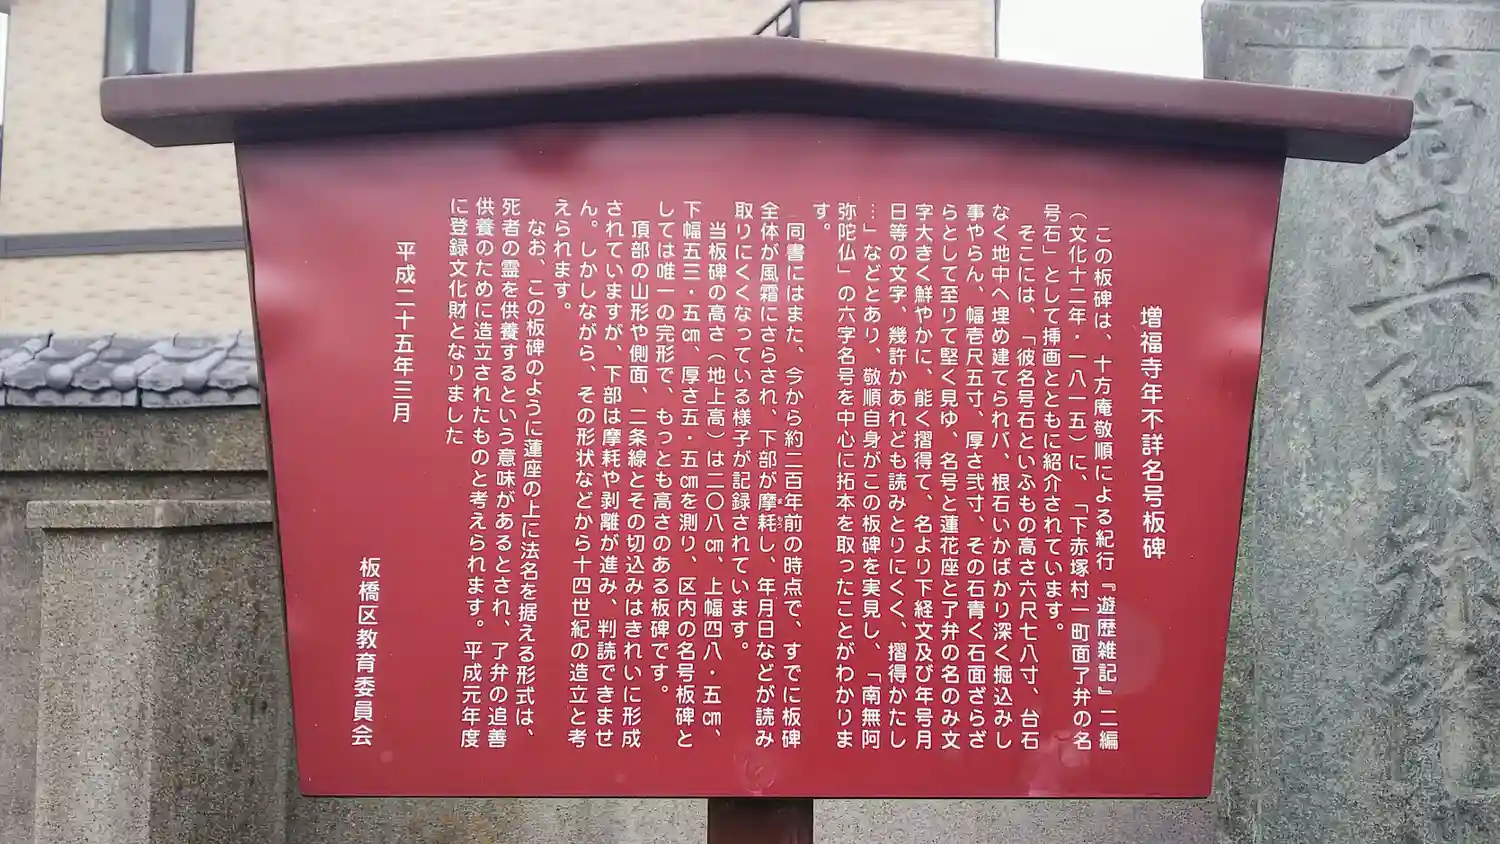 増福寺年不詳名号板碑
この板碑は、十方庵敬順による紀行『遊歴雑記』二編
（文化十二年・一八一五）に、「下赤塚村一町面了弁の名
号石」として挿画とともに紹介されています。
そこには、「彼名号石といふもの高さ六尺七八寸、台石
なく地中へ埋め建てられバ、根石いかばかり深く掘込みし
事やらん、幅壱尺五寸、厚さ弐寸、その石青く石面ざらざ
らとして至りて堅く見ゆ、名号と蓮花座と了弁の名のみ文
字大きく鮮やかに、能く摺得て、名より下経文及び年号月
日等の文字、幾許かあれども読みとりにくく、摺得かたし
…」などとあり、敬順自身がこの板碑を実見し、「南無阿
弥陀仏」の六字名号を中心に拓本を取ったことがわかりま
す。
同書にはまた、今から約二百年前の時点で、すでに板碑
全体が風霜にさらされ、下部が摩耗し、年月日などが読み
取りにくくなっている様子が記録されています。
当板碑の高さ（地上高）は二〇八㎝、上幅四八・五㎝、
下幅五三・五㎝、厚さ五・五㎝を測り、区内の名号板碑と
しては唯一の完形で、もっとも高さのある板碑です。
頂部の山形や側面、二条線とその切込みはきれいに形成
されていますが、下部は摩耗や剥離が進み、判読できませ
ん。しかしながら、その形状などから十四世紀の造立と考
えられます。
なお、この板碑のように蓮座の上に法名を据える形式は、
死者の霊を供養するという意味があるとされ、了弁の追善
供養のために造立されたものと考えられます。平成元年度
に登録文化財となりました
平成二十五年三月
板橋区教育委員会